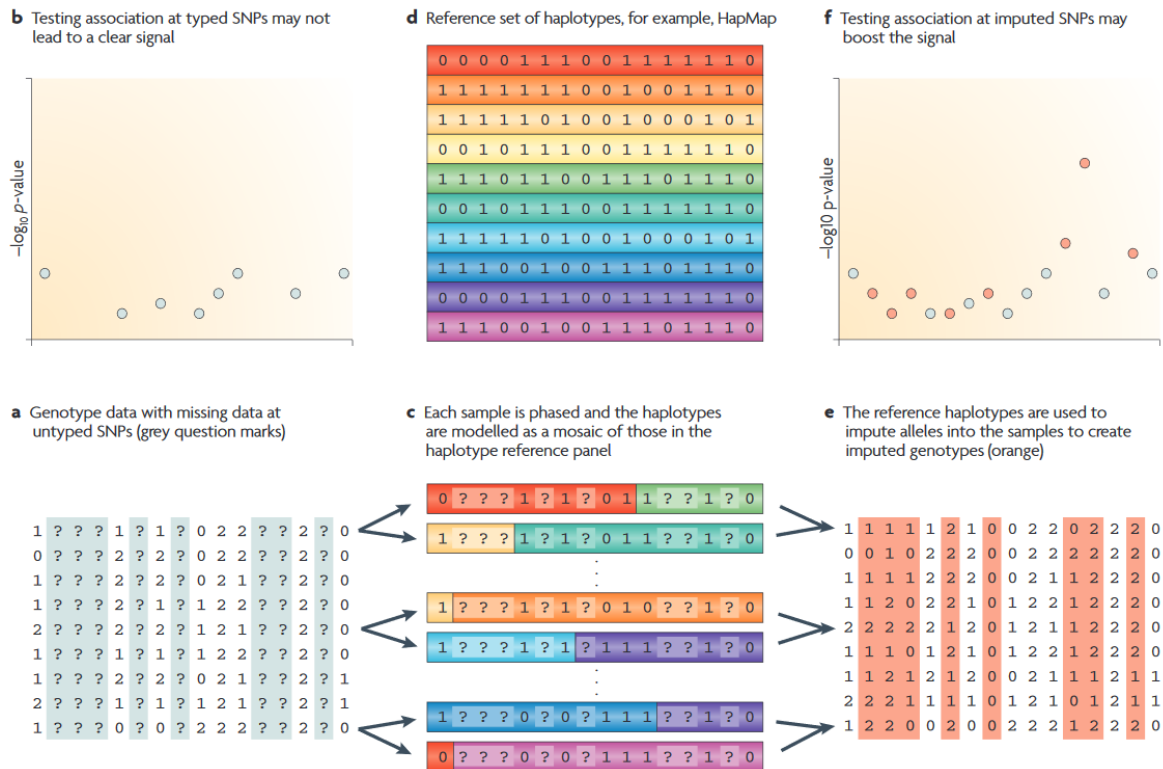 b Testing association at typed SNPs may not
lead to a clear signal
–log10 p-value
d Reference set of haplotypes, for example, HapMap
0 0 0 0 1 1 1 0 0 1 1 1 1 1 1 0
1 1 1 1 1 1 1 0 0 1 0 0 1 1 1 0
1 1 1 1 1 0 1 0 0 1 0 0 0 1 0 1
0 0 1 0 1 1 1 0 0 1 1 1 1 1 1 0
1 1 1 0 1 1 0 0 1 1 1 0 1 1 1 0
0 0 1 0 1 1 1 0 0 1 1 1 1 1 1 0
1 1 1 1 1 0 1 0 0 1 0 0 0 1 0 1
1 1 1 0 0 1 0 0 1 1 1 0 1 1 1 0
0 0 0 0 1 1 1 0 0 1 1 1 1 1 1 0
1 1 1 0 0 1 0 0 1 1 1 0 1 1 1 0
f Testing association at imputed SNPs may
boost the signal
–log10 p-value
a Genotype data with missing data at
untyped SNPs (grey question marks)
1 ? ? ? 1 ? 1 ? 0 2 2 ? ? 2 ? 0
0 ? ? ? 2 ? 2 ? 0 2 2 ? ? 2 ? 0
1 ? ? ? 2 ? 2 ? 0 2 1 ? ? 2 ? 0
1 ? ? ? 2 ? 1 ? 1 2 2 ? ? 2 ? 0
2 ? ? ? 2 ? 2 ? 1 2 1 ? ? 2 ? 0
1 ? ? ? 1 ? 1 ? 1 2 2 ? ? 2 ? 0
1 ? ? ? 2 ? 2 ? 0 2 1 ? ? 2 ? 1
2 ? ? ? 1 ? 1 ? 1 2 1 ? ? 2 ? 1
1 ? ? ? 0 ? 0 ? 2 2 2 ? ? 2 ? 0
c Each sample is phased and the haplotypes
are modelled as a mosaic of those in the
haplotype reference panel
0 ? ? ? 1 ? 1 ? 0 1 1 ? ? 1 ? 0
1 ? ? ? 1 ? 1 ? 0 1 1 ? ? 1 ? 0
1 ? ? ? 1 ? 1 ? 0 1 0 ? ? 1 ? 0
1 ? ? ? 1 ? 1 ? 1 1 1 ? ? 1 ? 0
1 ? ? ? 0 ? 0 ? 1 1 1 ? ? 1 ? 0
0 ? ? ? 0 ? 0 ? 1 1 1 ? ? 1 ? 0
e The reference haplotypes are used to
impute alleles into the samples to create
imputed genotypes (orange)
1 1 1 1 1 2 1 0 0 2 2 0 2 2 2 0
0 0 1 0 2 2 2 0 0 2 2 2 2 2 2 0
1 1 1 1 2 2 2 0 0 2 1 1 2 2 2 0
1 1 2 0 2 2 1 0 1 2 2 1 2 2 2 0
2 2 2 2 2 1 2 0 1 2 1 1 2 2 2 0
1 1 1 0 1 2 1 0 1 2 2 1 2 2 2 0
1 1 2 1 2 1 2 0 0 2 1 1 1 2 1 1
2 2 2 1 1 1 1 0 1 2 1 0 1 2 1 1
1 2 2 0 0 2 0 0 2 2 2 1 2 2 2 0